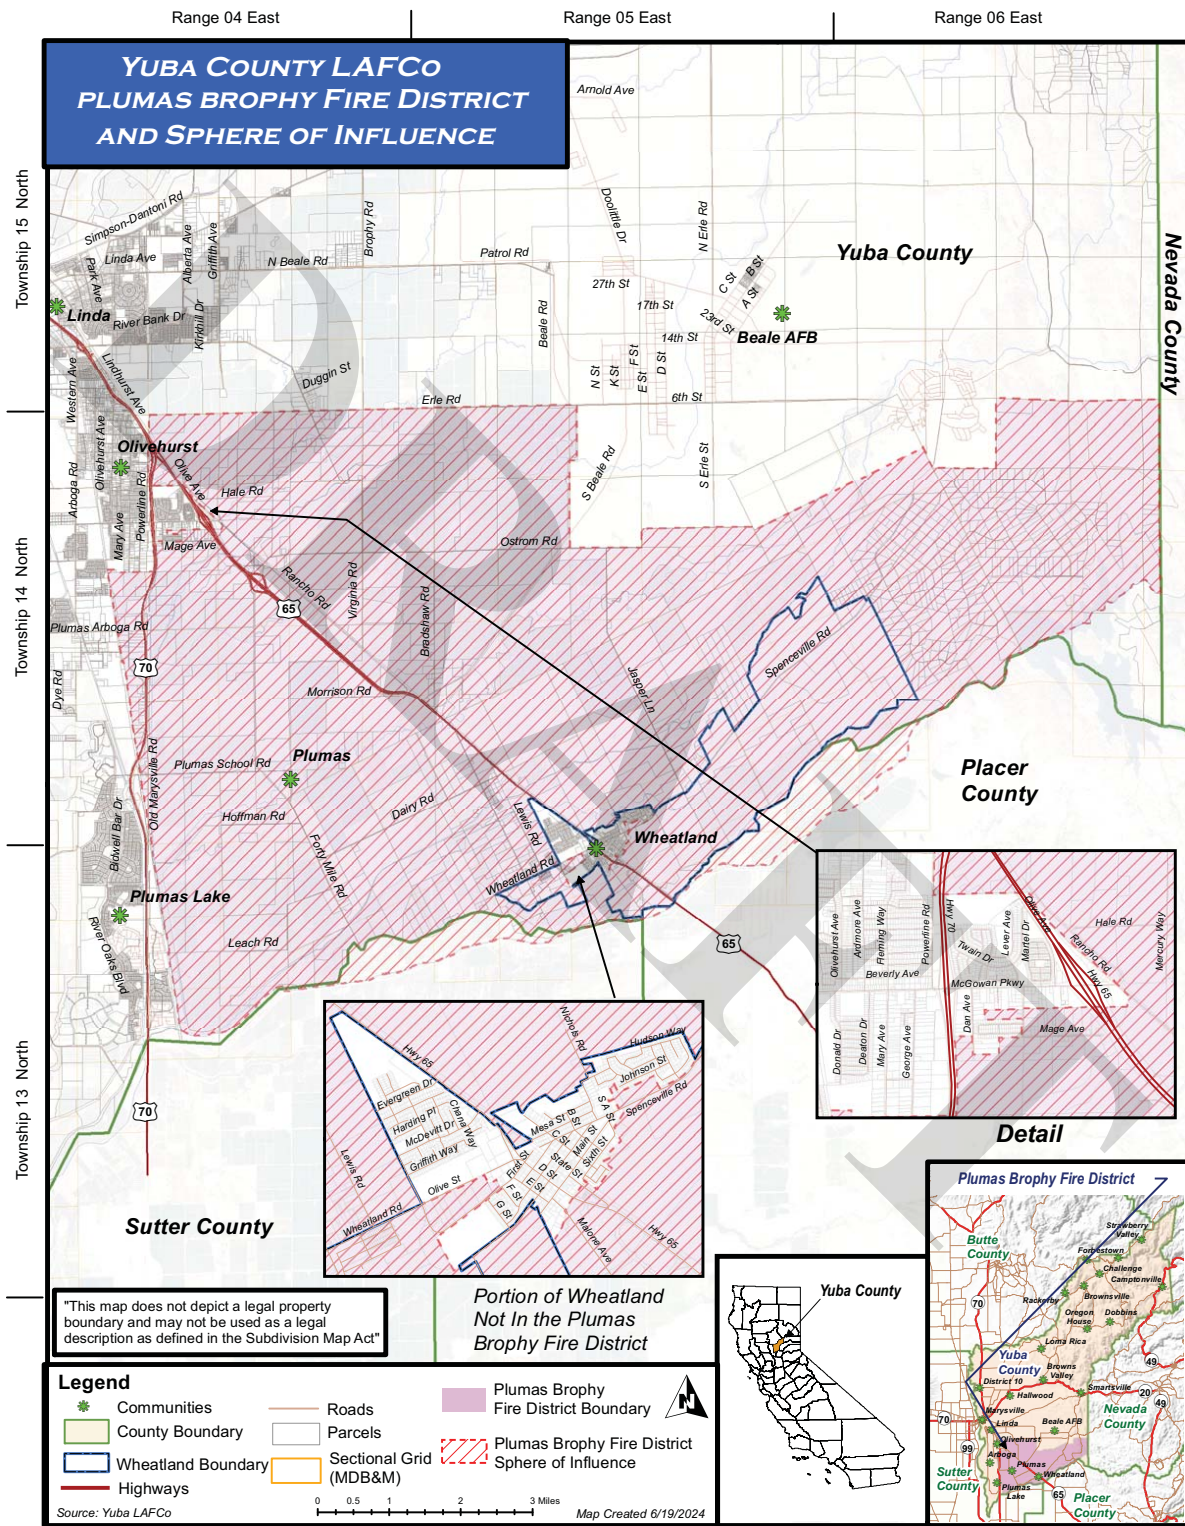 Range 04 East
Range 05 East
Range 06 East
Yuba County LAFCo
plumas brophy Fire District
and Sphere of Influence
Township 15 North
Township 14 North
Township 13 North
Arnold Ave
Simpson-Dantoni Rd
Linda Ave
Park Ave
Alberta Ave
Griffith Ave
N Beale Rd
Brophy Rd
Patrol Rd
Doolittle Dr
N Erle Rd
Yuba County
Nevada County
27th St
17th St
C St
B St
A St
23rd St
14th St
Beale AFB
Linda
River Bank Dr
Kirkhill Dr
Beale Rd
N St
K St
F St
E St
D St
6th St
Western Ave
Lindhurst Ave
Duggin St
Erle Rd
Olivehurst
Olivehurst Ave
Arboga Rd
Mary Ave
Powerline Rd
Olive Ave
Hale Rd
S Beale Rd
S Erle St
Mage Ave
Ostrom Rd
Rancho Rd
65
Virginia Rd
Bradshaw Rd
Plumas Arboga Rd
70
Dye Rd
Morrison Rd
Jasper Ln
Spenceville Rd
Plumas
Plumas School Rd
Old Marysville Rd
Hoffman Rd
Dairy Rd
Forty Mile Rd
Lewis Rd
Wheatland Rd
Wheatland
Placer
County
Bidwell Bar Dr
Plumas Lake
River Oaks Blvd
Leach Rd
65
70
Sutter County
Olivehurst Ave
Ardmore Ave
Fleming Way
Powerline Rd
Hwy 70
Twain Dr
Lever Ave
Martel Dr
Olive Ave
Hale Rd
Rancho Rd
Mercury Way
Beverly Ave
McGowan Pkwy
Hwy 65
Dan Ave
Mage Ave
Donald Dr
Deaton Dr
Mary Ave
George Ave
Detail
Hwy 65
Nichols Rd
Hudson Way
Johnson St
Evergreen Dr
Harding Pl
McDevitt Dr
Griffith Way
Chana Way
Spenceville Rd
S A St
Mesa St
B St
C St
Main St
State St
Sixth St
First St
D St
E St
F St
G St
Olive St
Lewis Rd
Wheatland Rd
Malone Ave
Hwy 65
Portion of Wheatland
Not In the Plumas
Brophy Fire District
"This map does not depict a legal property
boundary and may not be used as a legal
description as defined in the Subdivision Map Act"
Legend
Communities
County Boundary
Wheatland Boundary
Highways
Roads
Parcels
Sectional Grid
(MDB&M)
Plumas Brophy
Fire District Boundary
Plumas Brophy Fire District
Sphere of Influence
N
Source: Yuba LAFCo
0 0.5 1 2 3 Miles
Map Created 6/19/2024
Yuba County
Plumas Brophy Fire District
Butte
County
Strawberry
Valley
Forbestown
Challenge
Camptonville
Rackerby
Brownsville
Oregon
House
Dobbins
70
Loma Rica
Yuba
County
Browns
Valley
49
District 10
Hallwood
Smartsville
20
49
Marysville
Nevada
County
70
Linda
Beale AFB
Olivehurst
99
Arboga
Plumas
Sutter
County
Wheatland
Plumas
Lake
65
Placer
County
DRAFT